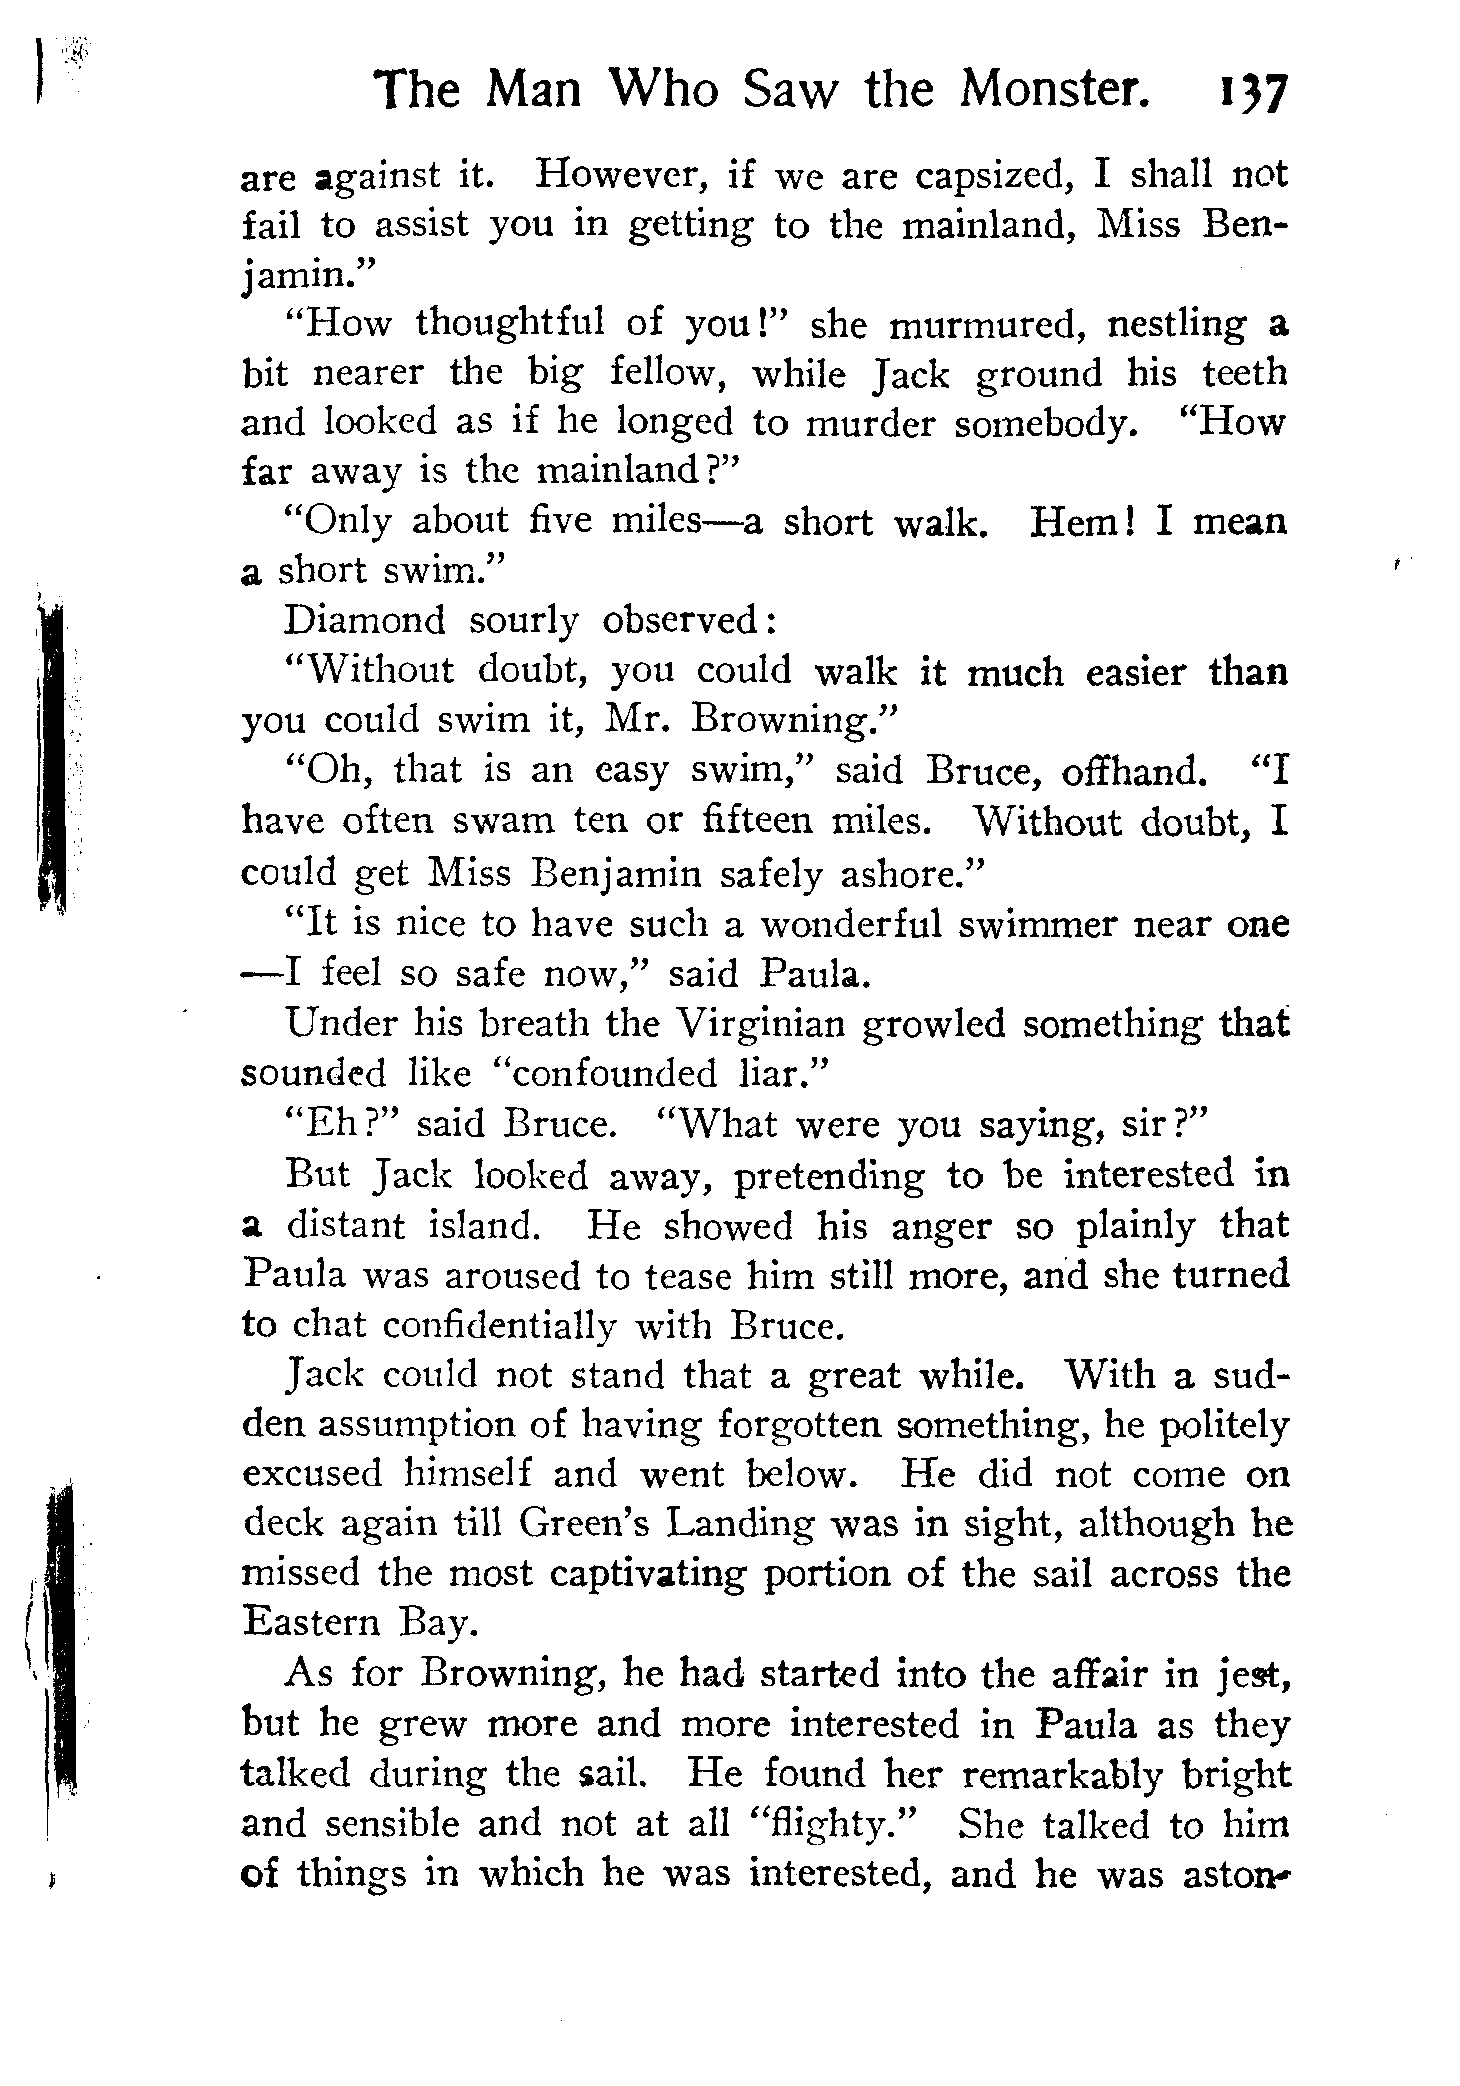 The Man Who Saw the Monster. 137
are against it. However, if we are capsized, I shall not
fail to assist you in getting to the mainland, Miss Ben-
jamin."
"How thoughtful of you!" she murmured, nestling a
bit nearer the big fellow, while Jack ground his teeth
and looked as if he longed to murder somebody. "How
far away is the mainland?"
"Only about five miles—a short walk. Hem! I mean
a short swim."
Diamond sourly observed:
"Without doubt, you could walk it much easier than
you could swim it, Mr. Browning."
"Oh, that is an easy swim," said Bruce, offhand. "I
have often swam ten or fifteen miles. Without doubt, I
could get Miss Benjamin safely ashore."
"It is nice to have such a wonderful swimmer near one
—I feel so safe now," said Paula.
Under his breath the Virginian growled something that
sounded like "confounded liar."
"Eh?" said Bruce. "What were you saying, sir?"
But Jack looked away, pretending to be interested in
a distant island. He showed his anger so plainly that
Paula was aroused to tease him still more, and she turned
to chat confidentially with Bruce.
Jack could not stand that a great while. With a sud-
den assumption of having forgotten something, he politely
excused himself and went below. He did not come on
deck again till Green's Landing was in sight, although he
missed the most captivating portion of the sail across the
Eastern Bay.
As for Browning, he had started into the affair in jest,
but he grew more and more interested in Paula as they
talked during the sail. He found her remarkably bright
and sensible and not at all "flighty." She talked to him
of things in which he was interested, and he was aston-